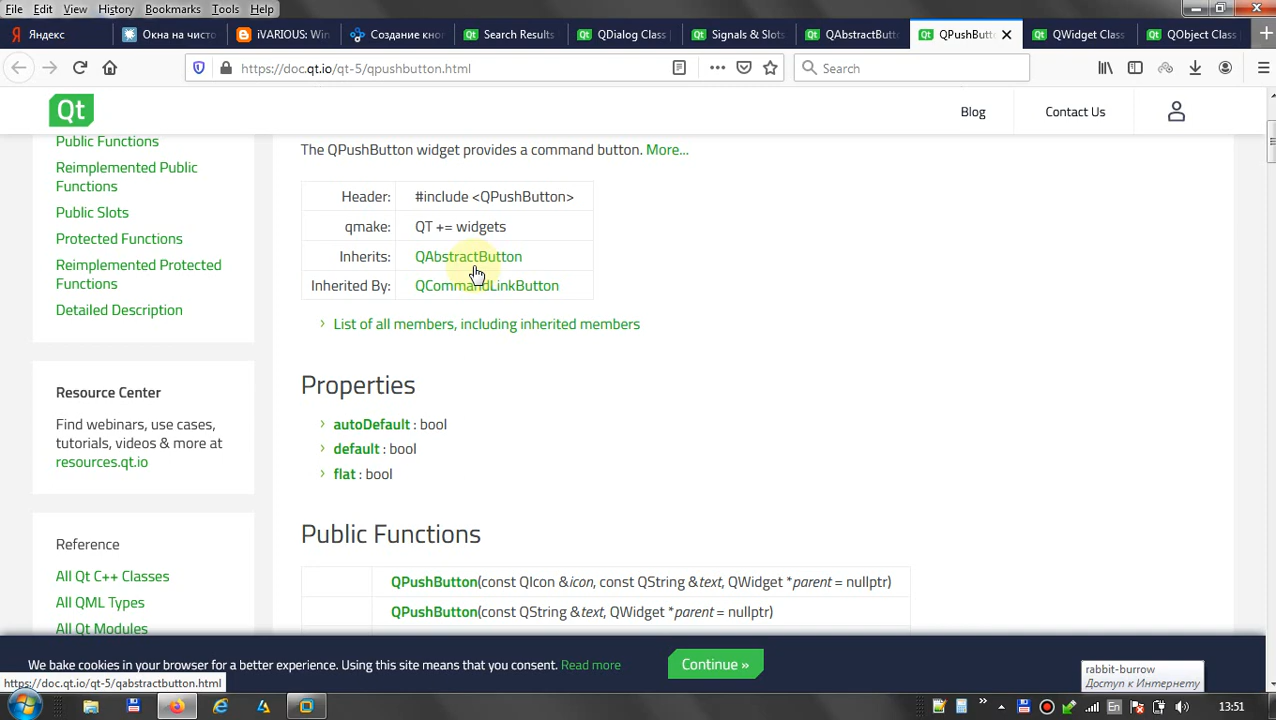 File Edit View History Bookmarks Tools Help
Яндекс
Окна на чисто
iVARIOUS: Win
Создание кноп
Search Results
QDialog Class
Signals & Slots
QAbstractButto
QPushButto
QWidget Class
QObject Class
https://doc.qt.io/qt-5/qpushbutton.html
Search
Qt
Blog
Contact Us
Public Functions
Reimplemented Public
Functions
Public Slots
Protected Functions
Reimplemented Protected
Functions
Detailed Description
Resource Center
Find webinars, use cases,
tutorials, videos & more at
resources.qt.io
Reference
All Qt C++ Classes
All QML Types
All Qt Modules
The QPushButton widget provides a command button. More...
Header: #include <QPushButton>
qmake: QT += widgets
Inherits: QAbstractButton
Inherited By: QCommandLinkButton
List of all members, including inherited members
Properties
autoDefault : bool
default : bool
flat : bool
Public Functions
QPushButton(const QIcon &icon, const QString &text, QWidget *parent = nullptr)
QPushButton(const QString &text, QWidget *parent = nullptr)
We bake cookies in your browser for a better experience. Using this site means that you consent. Read more
Continue »
rabbit-burrow
Доступ к Интернету
https://doc.qt.io/qt-5/qabstractbutton.html
En
13:51